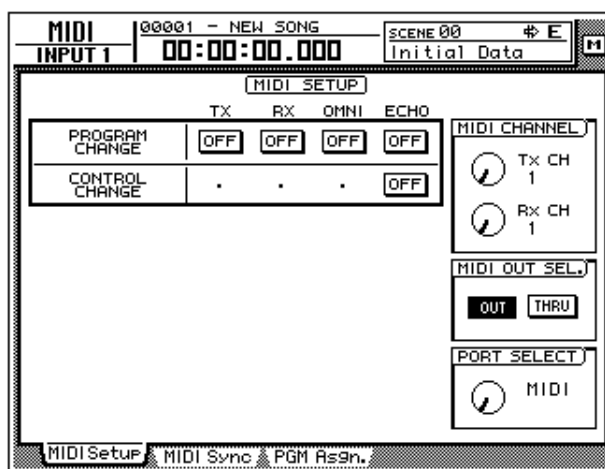 MIDI
INPUT 1
00001 - NEW SONG
00:00:00.000
SCENE 00 E
Initial Data
M
MIDI SETUP
TX RX OMNI ECHO
PROGRAM CHANGE OFF OFF OFF OFF
CONTROL CHANGE . . . OFF
MIDI CHANNEL
Tx CH
1
Rx CH
1
MIDI OUT SEL.
OUT THRU
PORT SELECT
MIDI
MIDI Setup MIDI Sync PGM Asgn.